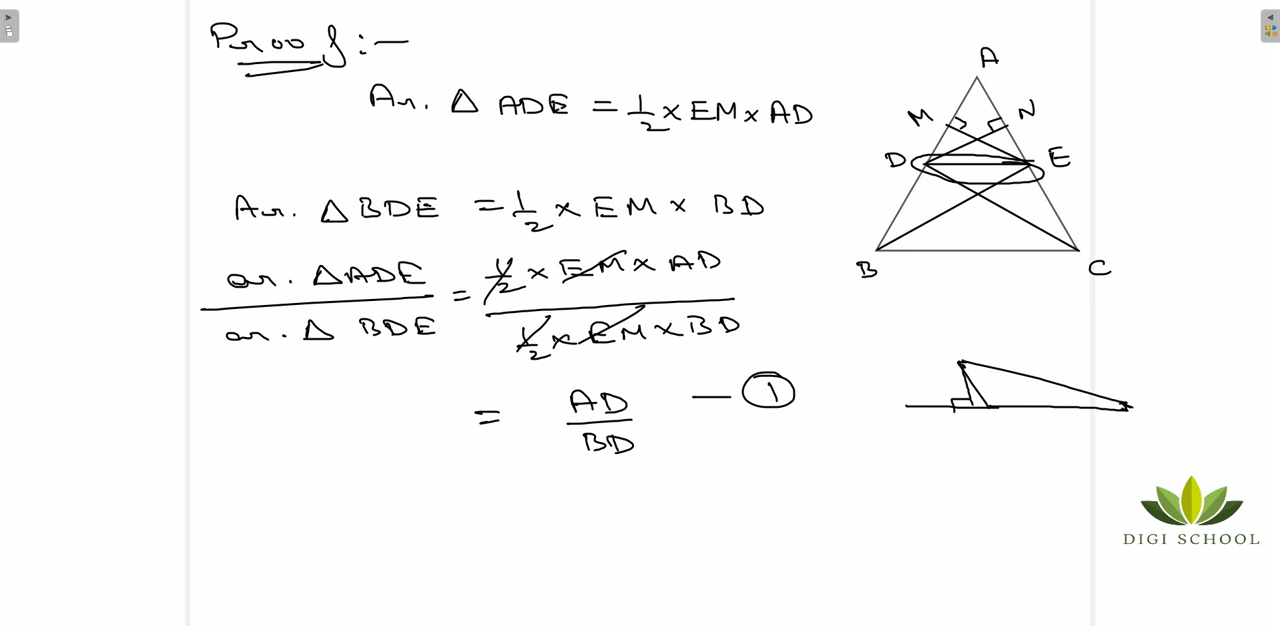 Proof :-
Ar. △ ADE = 1/2 × EM × AD
Ar. △ BDE = 1/2 × EM × BD
ar. △ADE / ar. △ BDE = 1/2 × EM × AD / 1/2 × EM × BD
= AD / BD — ①
A
M
N
D
E
B
C
DIGI SCHOOL